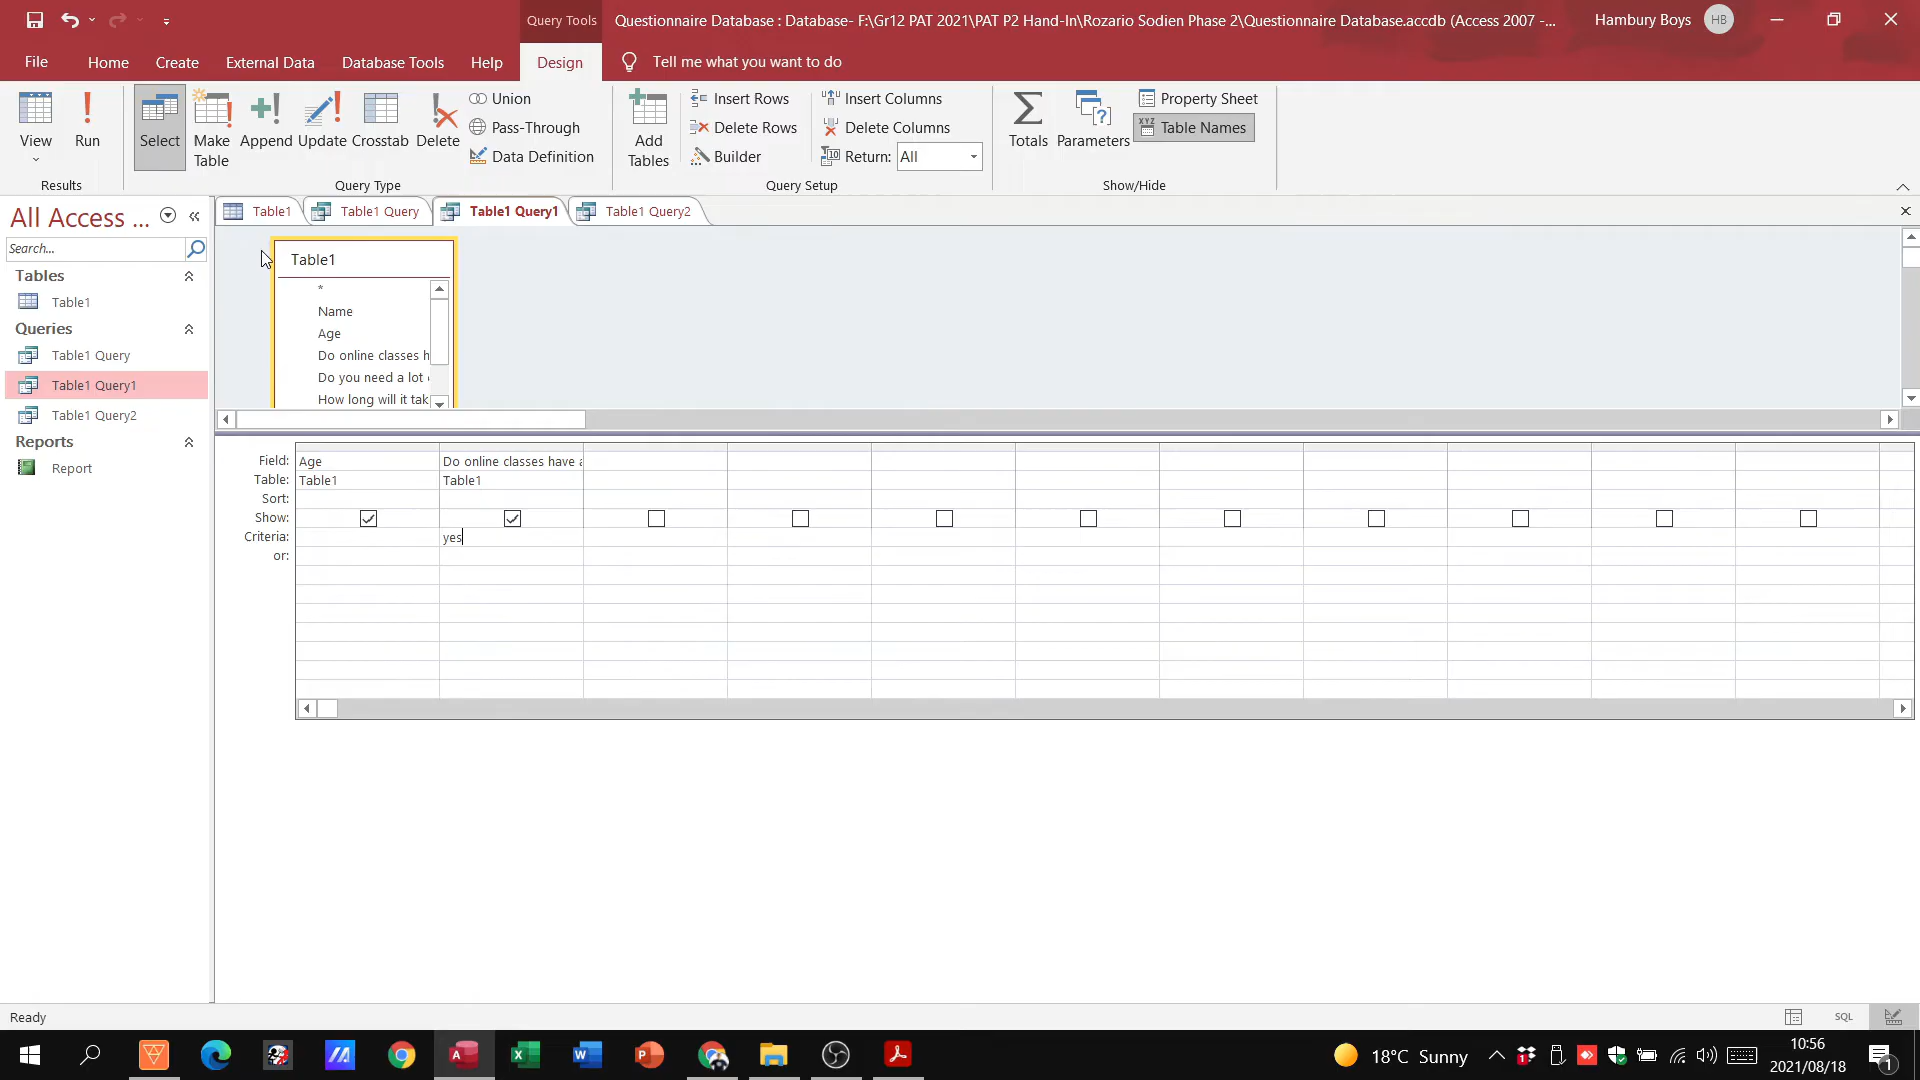 Query Tools
Questionnaire Database : Database- F:\Gr12 PAT 2021\PAT P2 Hand-In\Rozario Sodien Phase 2\Questionnaire Database.accdb (Access 2007 -...
Hambury Boys
HB
File
Home
Create
External Data
Database Tools
Help
Design
Tell me what you want to do
View
Run
Select
Make Table
Append
Update
Crosstab
Delete
Union
Pass-Through
Data Definition
Add Tables
Insert Rows
Delete Rows
Builder
Insert Columns
Delete Columns
Return: All
Totals
Parameters
Property Sheet
Table Names
Results
Query Type
Query Setup
Show/Hide
All Access ...
Search...
Tables
Table1
Queries
Table1 Query
Table1 Query1
Table1 Query2
Reports
Report
Table1
Table1 Query
Table1 Query1
Table1 Query2
Table1
*
Name
Age
Do online classes h
Do you need a lot
How long will it tak
Field: Age Do online classes have a
Table: Table1 Table1
Sort:
Show:
Criteria: yes
or:
Ready
SQL
18°C Sunny
10:56
2021/08/18
1